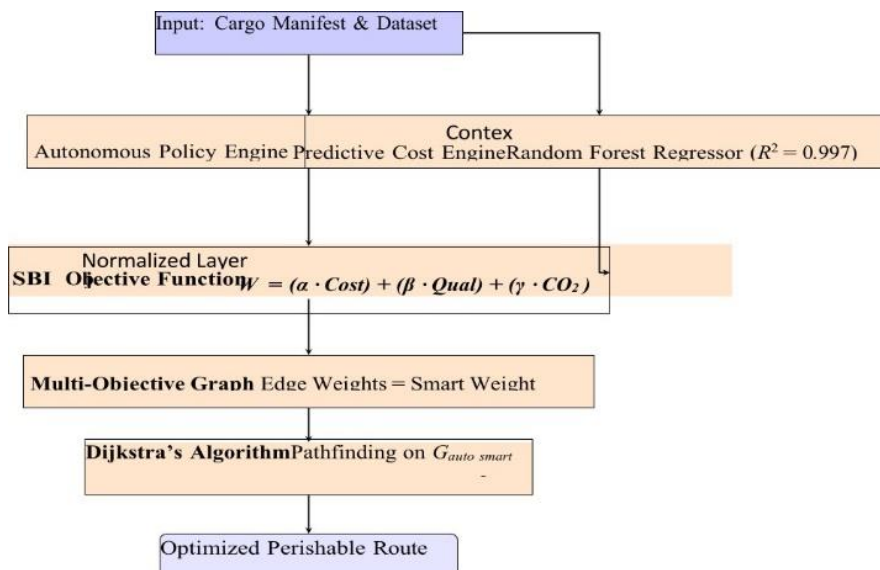 Input: Cargo Manifest & Dataset
Contex
Autonomous Policy Engine Predictive Cost EngineRandom Forest Regressor (R² = 0.997)
Normalized Layer
SBI Objective Function W = (α · Cost) + (β · Qual) + (γ · CO₂)
Multi-Objective Graph Edge Weights = Smart Weight
Dijkstra's AlgorithmPathfinding on G_auto smart
Optimized Perishable Route